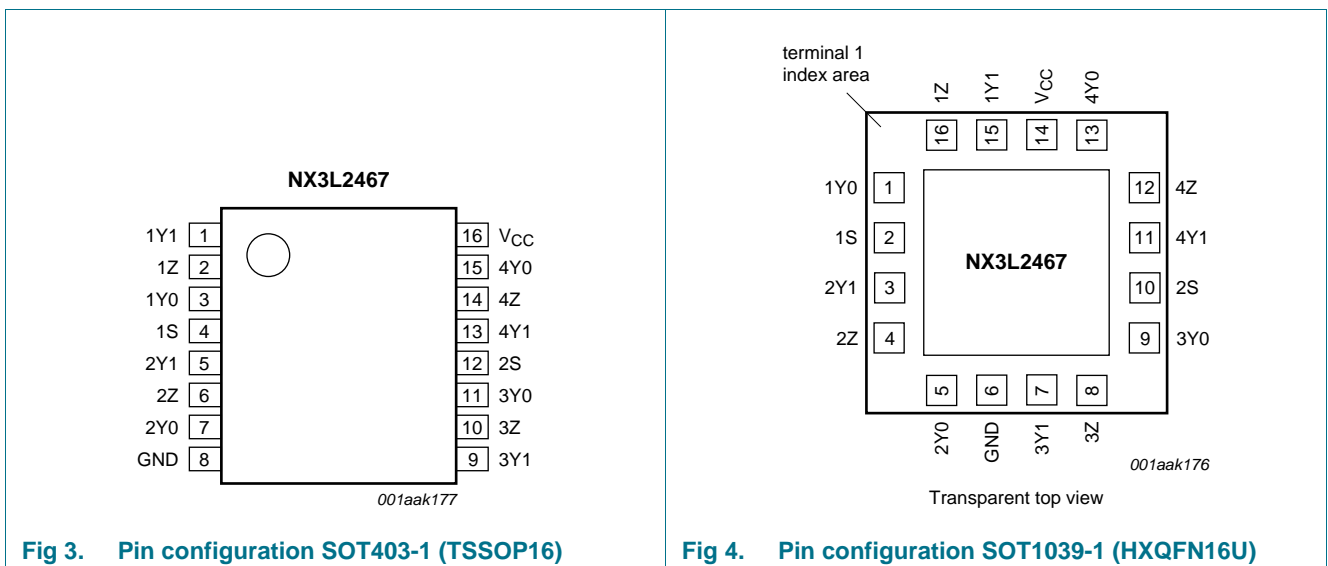 NX3L2467
1Y1 1
1Z 2
1Y0 3
1S 4
2Y1 5
2Z 6
2Y0 7
GND 8
16 VCC
15 4Y0
14 4Z
13 4Y1
12 2S
11 3Y0
10 3Z
9 3Y1
001aak177
Fig 3. Pin configuration SOT403-1 (TSSOP16)
terminal 1
index area
1Z 1Y1 VCC 4Y0
16 15 14 13
1Y0 1
1S 2
2Y1 3
2Z 4
NX3L2467
12 4Z
11 4Y1
10 2S
9 3Y0
5 6 7 8
2Y0 GND 3Y1 3Z
001aak176
Transparent top view
Fig 4. Pin configuration SOT1039-1 (HXQFN16U)